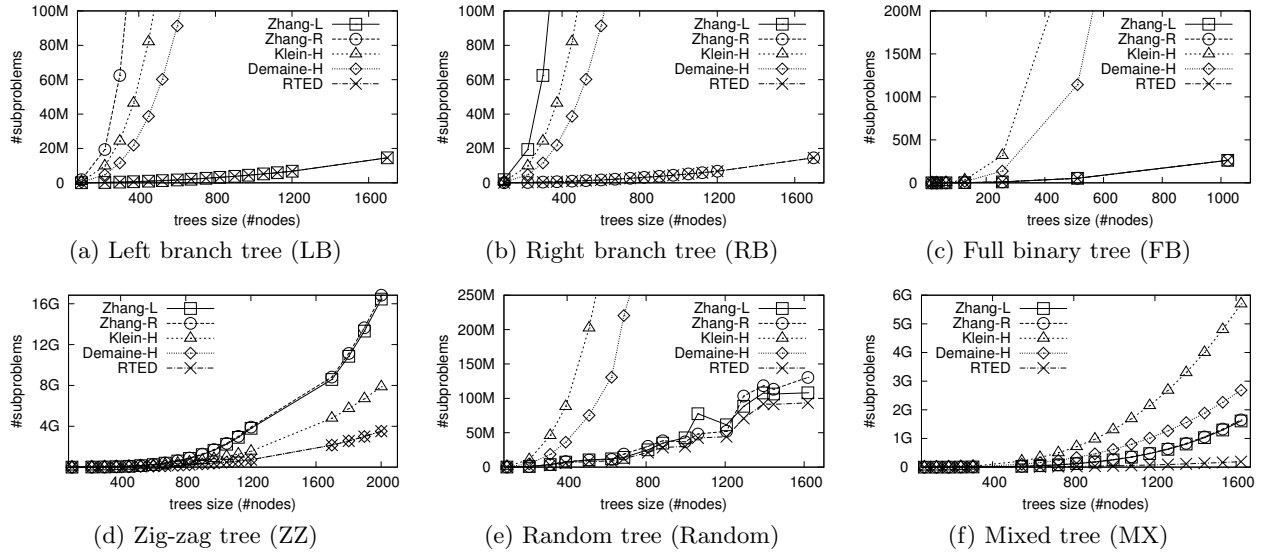 100M
80M
60M
40M
20M
0
#subproblems
400
800
1200
1600
trees size (#nodes)
Zhang-L
Zhang-R
Klein-H
Demaine-H
RTED
(a) Left branch tree (LB)
100M
80M
60M
40M
20M
0
#subproblems
400
800
1200
1600
trees size (#nodes)
Zhang-L
Zhang-R
Klein-H
Demaine-H
RTED
(b) Right branch tree (RB)
200M
150M
100M
50M
0
#subproblems
200
400
600
800
1000
trees size (#nodes)
Zhang-L
Zhang-R
Klein-H
Demaine-H
RTED
(c) Full binary tree (FB)
16G
12G
8G
4G
#subproblems
400
800
1200
1600
2000
trees size (#nodes)
Zhang-L
Zhang-R
Klein-H
Demaine-H
RTED
(d) Zig-zag tree (ZZ)
250M
200M
150M
100M
50M
0
#subproblems
400
800
1200
1600
trees size (#nodes)
Zhang-L
Zhang-R
Klein-H
Demaine-H
RTED
(e) Random tree (Random)
6G
5G
4G
3G
2G
1G
0
#subproblems
400
800
1200
1600
trees size (#nodes)
Zhang-L
Zhang-R
Klein-H
Demaine-H
RTED
(f) Mixed tree (MX)